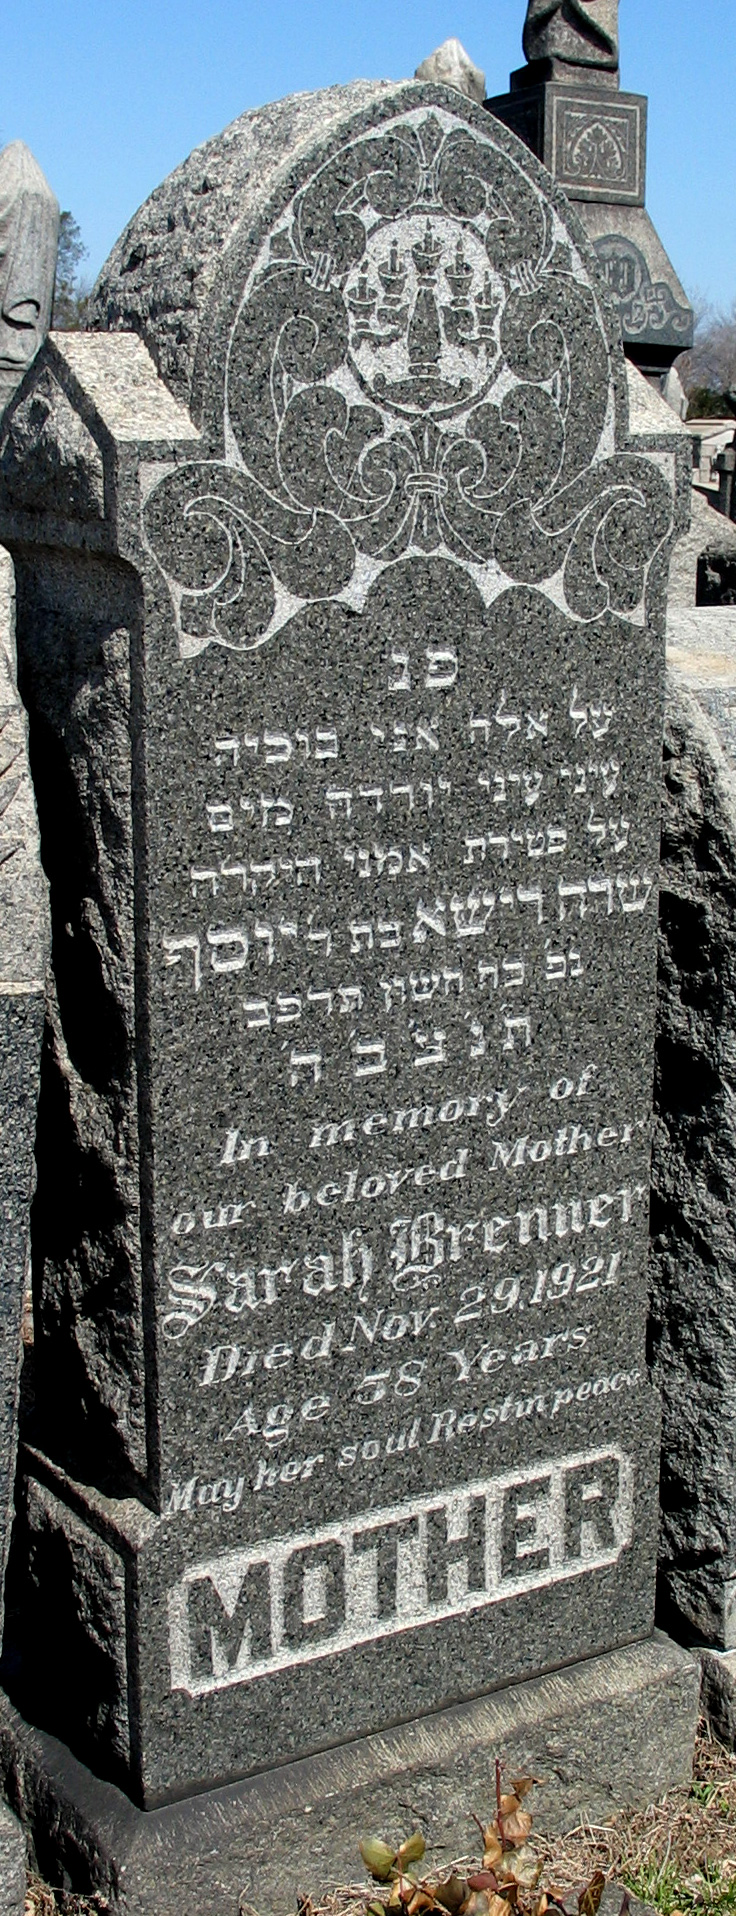 פנ
על אלה אני בוכיה
עיני עיני יורדה מים
על פטירת אמנו היקרה
שרה דישא בת ר' יוסף
נפ' כח חשון תרפב
ת' נ' צ' ב' ה'
In memory of
our beloved Mother
Sarah Brenner
Died Nov. 29. 1921
Age 58 Years
May her soul Rest in peace
MOTHER